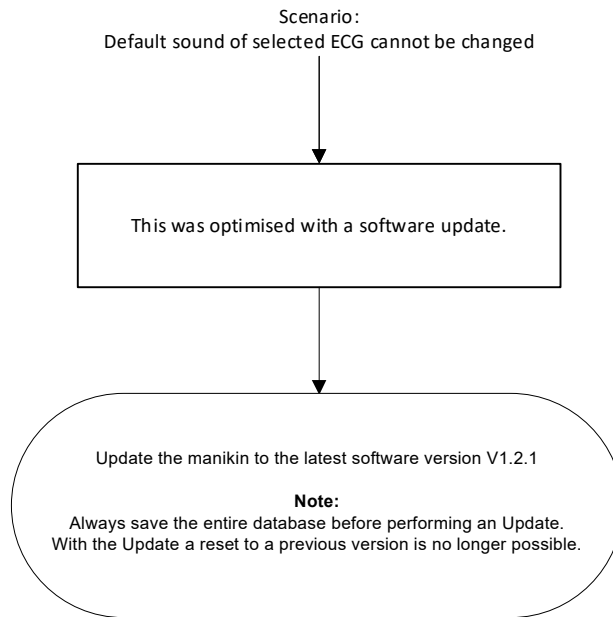 Scenario:
Default sound of selected ECG cannot be changed
This was optimised with a software update.
Update the manikin to the latest software version V1.2.1
Note:
Always save the entire database before performing an Update.
With the Update a reset to a previous version is no longer possible.